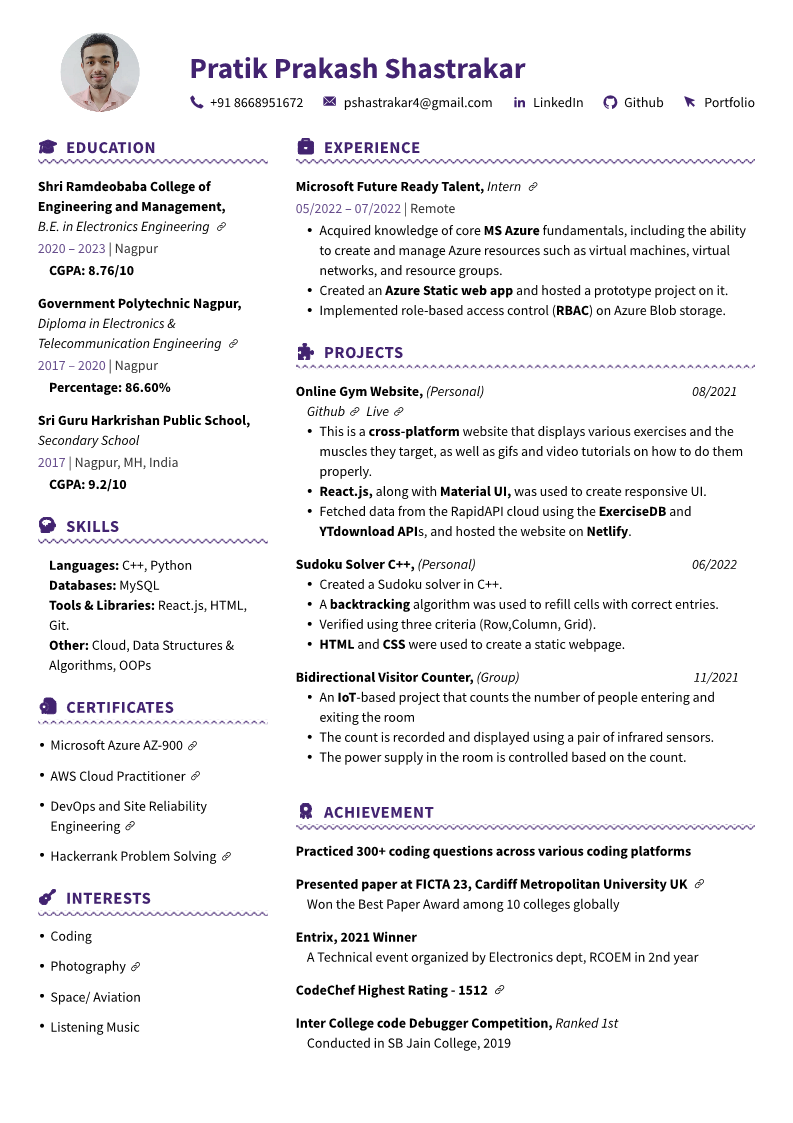 Pratik Prakash Shastrakar
+91 8668951672 pshastrakar4@gmail.com LinkedIn Github Portfolio
EDUCATION
Shri Ramdeobaba College of
Engineering and Management,
B.E. in Electronics Engineering
2020 – 2023 | Nagpur
CGPA: 8.76/10
Government Polytechnic Nagpur,
Diploma in Electronics &
Telecommunication Engineering
2017 – 2020 | Nagpur
Percentage: 86.60%
Sri Guru Harkrishan Public School,
Secondary School
2017 | Nagpur, MH, India
CGPA: 9.2/10
SKILLS
Languages: C++, Python
Databases: MySQL
Tools & Libraries: React.js, HTML,
Git.
Other: Cloud, Data Structures &
Algorithms, OOPs
CERTIFICATES
• Microsoft Azure AZ-900
• AWS Cloud Practitioner
• DevOps and Site Reliability
Engineering
• Hackerrank Problem Solving
INTERESTS
• Coding
• Photography
• Space/ Aviation
• Listening Music
EXPERIENCE
Microsoft Future Ready Talent, Intern
05/2022 – 07/2022 | Remote
• Acquired knowledge of core MS Azure fundamentals, including the ability
to create and manage Azure resources such as virtual machines, virtual
networks, and resource groups.
• Created an Azure Static web app and hosted a prototype project on it.
• Implemented role-based access control (RBAC) on Azure Blob storage.
PROJECTS
Online Gym Website, (Personal) 08/2021
Github Live
• This is a cross-platform website that displays various exercises and the
muscles they target, as well as gifs and video tutorials on how to do them
properly.
• React.js, along with Material UI, was used to create responsive UI.
• Fetched data from the RapidAPI cloud using the ExerciseDB and
YTdownload APIs, and hosted the website on Netlify.
Sudoku Solver C++, (Personal) 06/2022
• Created a Sudoku solver in C++.
• A backtracking algorithm was used to refill cells with correct entries.
• Verified using three criteria (Row,Column, Grid).
• HTML and CSS were used to create a static webpage.
Bidirectional Visitor Counter, (Group) 11/2021
• An IoT-based project that counts the number of people entering and
exiting the room
• The count is recorded and displayed using a pair of infrared sensors.
• The power supply in the room is controlled based on the count.
ACHIEVEMENT
Practiced 300+ coding questions across various coding platforms
Presented paper at FICTA 23, Cardiff Metropolitan University UK
Won the Best Paper Award among 10 colleges globally
Entrix, 2021 Winner
A Technical event organized by Electronics dept, RCOEM in 2nd year
CodeChef Highest Rating - 1512
Inter College code Debugger Competition, Ranked 1st
Conducted in SB Jain College, 2019